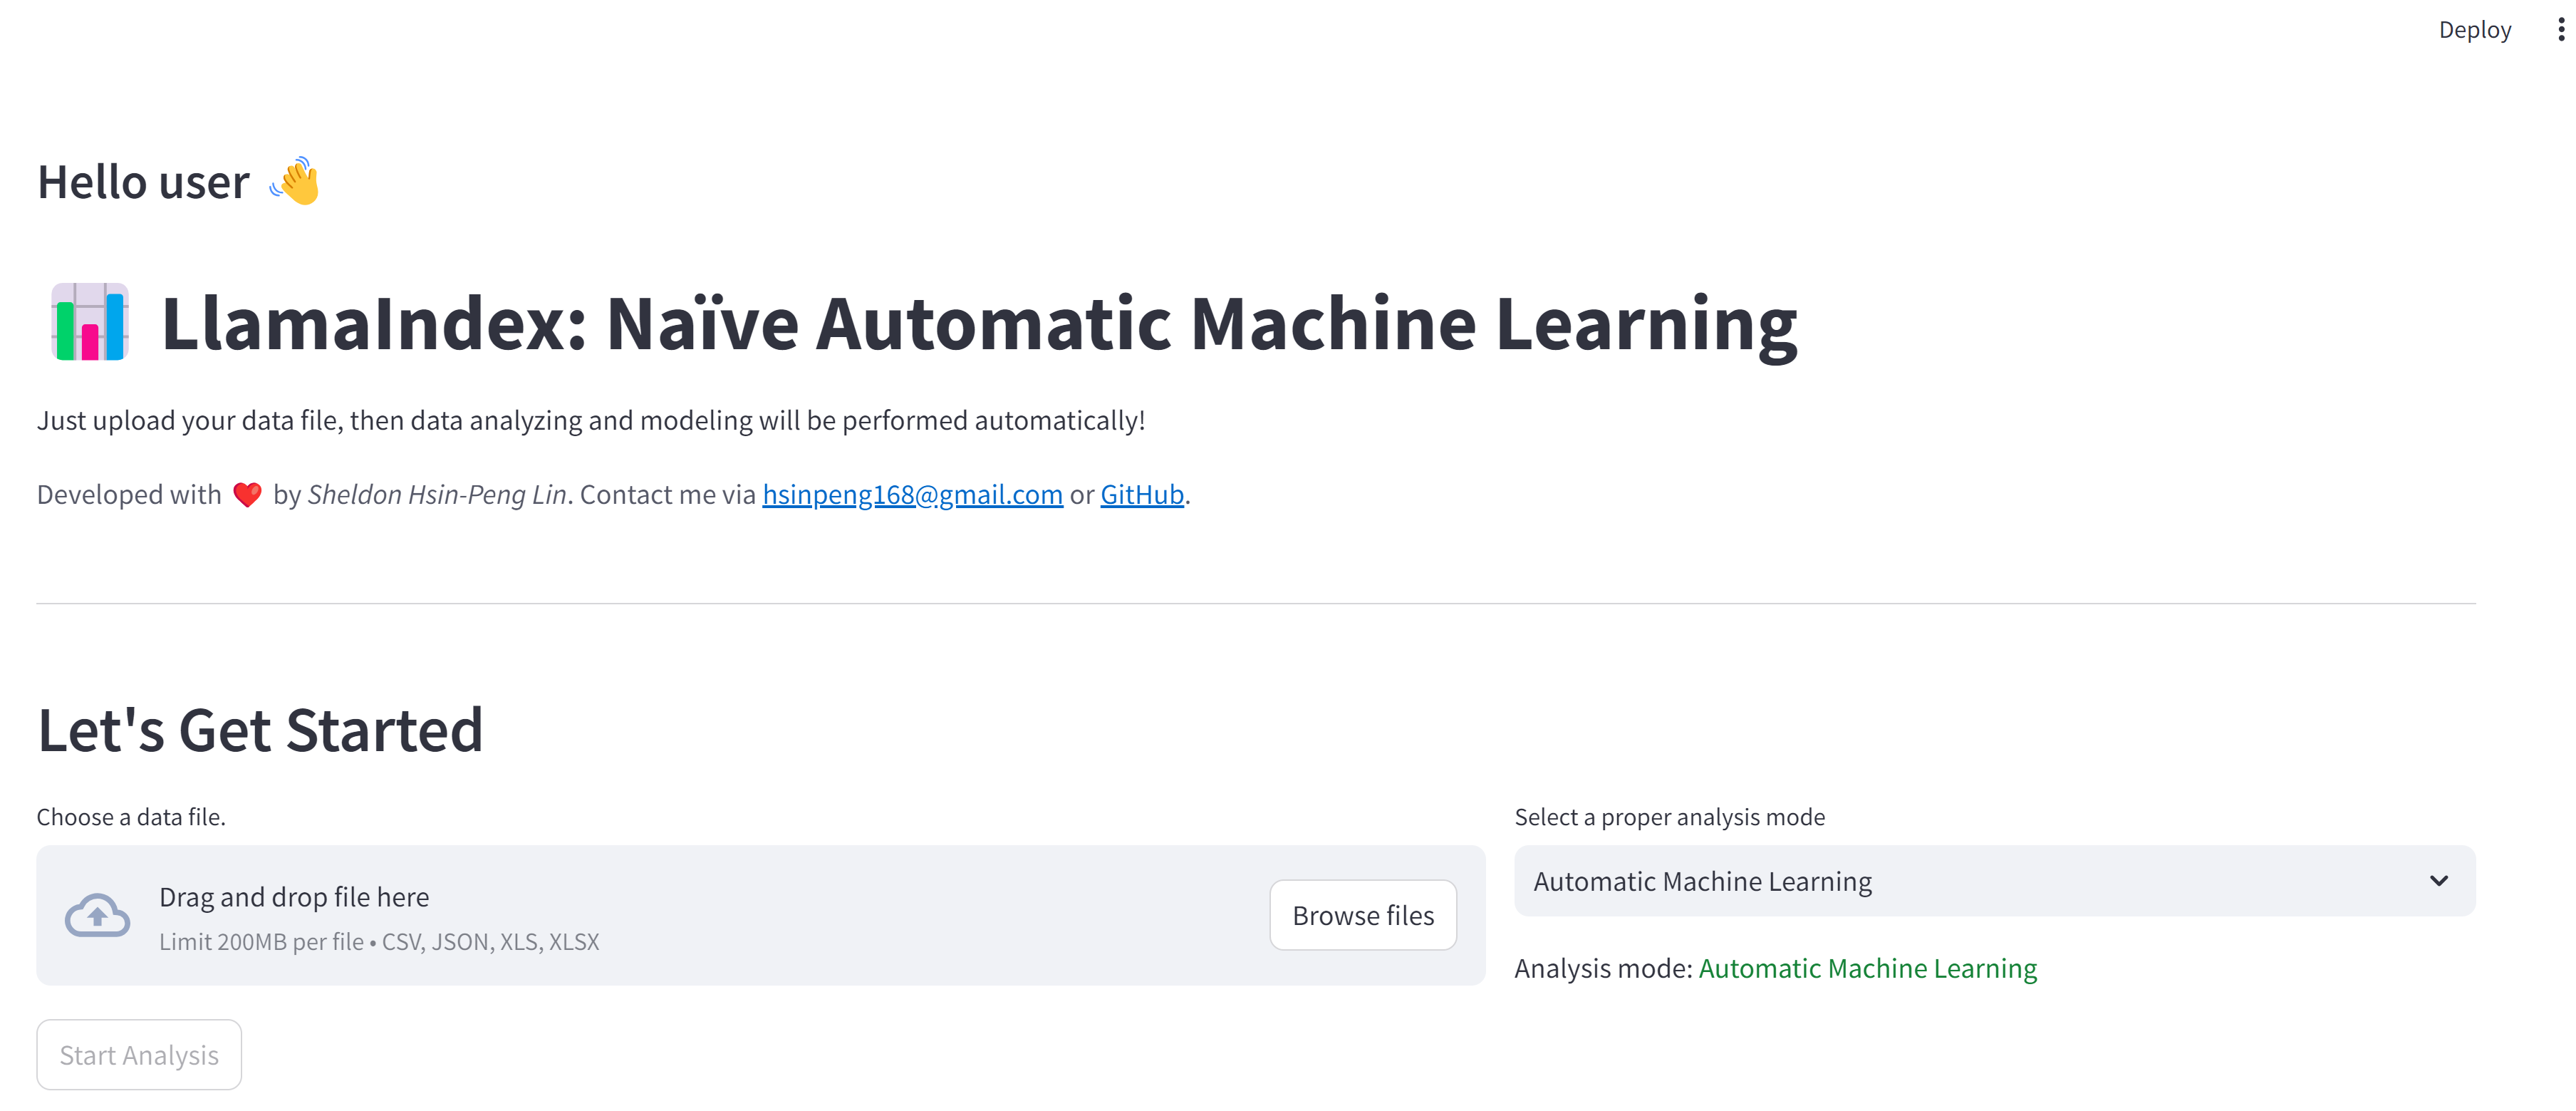 Deploy
Hello user 👋
📊 LlamaIndex: Naïve Automatic Machine Learning
Just upload your data file, then data analyzing and modeling will be performed automatically!
Developed with ❤️ by Sheldon Hsin-Peng Lin. Contact me via hsinpeng168@gmail.com or GitHub.
Let's Get Started
Choose a data file.
Drag and drop file here
Limit 200MB per file • CSV, JSON, XLS, XLSX
Browse files
Select a proper analysis mode
Automatic Machine Learning
Analysis mode: Automatic Machine Learning
Start Analysis